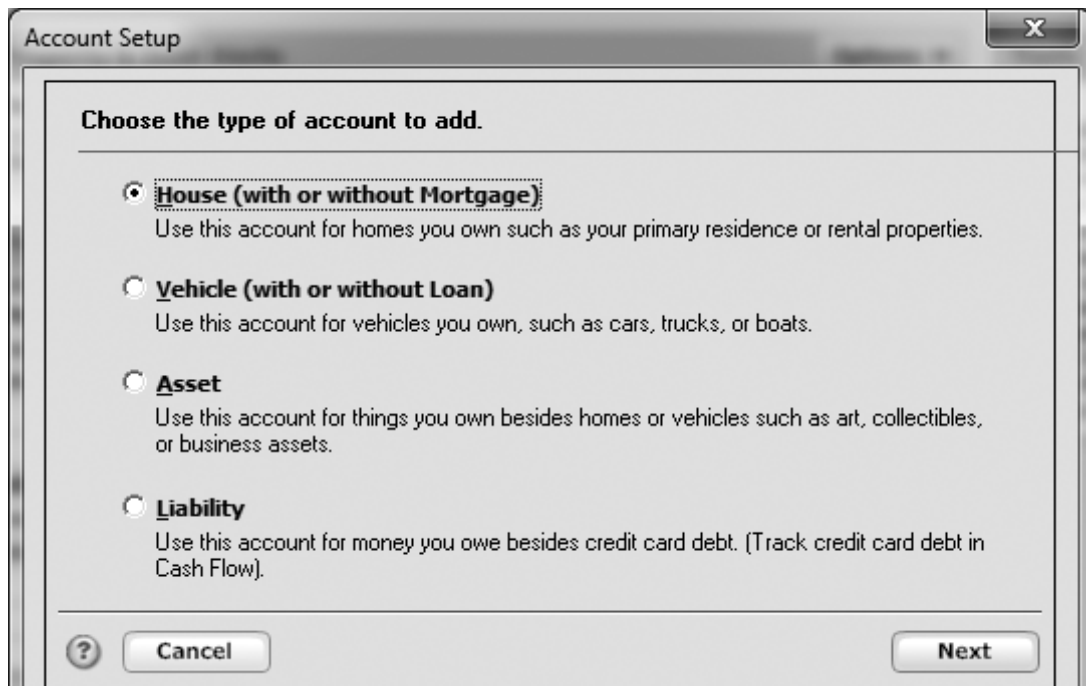 Account Setup
X
Choose the type of account to add.
House (with or without Mortgage)
Use this account for homes you own such as your primary residence or rental properties.
Vehicle (with or without Loan)
Use this account for vehicles you own, such as cars, trucks, or boats.
Asset
Use this account for things you own besides homes or vehicles such as art, collectibles,
or business assets.
Liability
Use this account for money you owe besides credit card debt. (Track credit card debt in
Cash Flow).
? Cancel Next